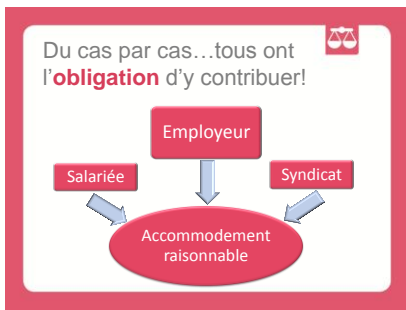 Du cas par cas…tous ont
l'obligation d'y contribuer!
Employeur
Salariée
Syndicat
Accommodement
raisonnable